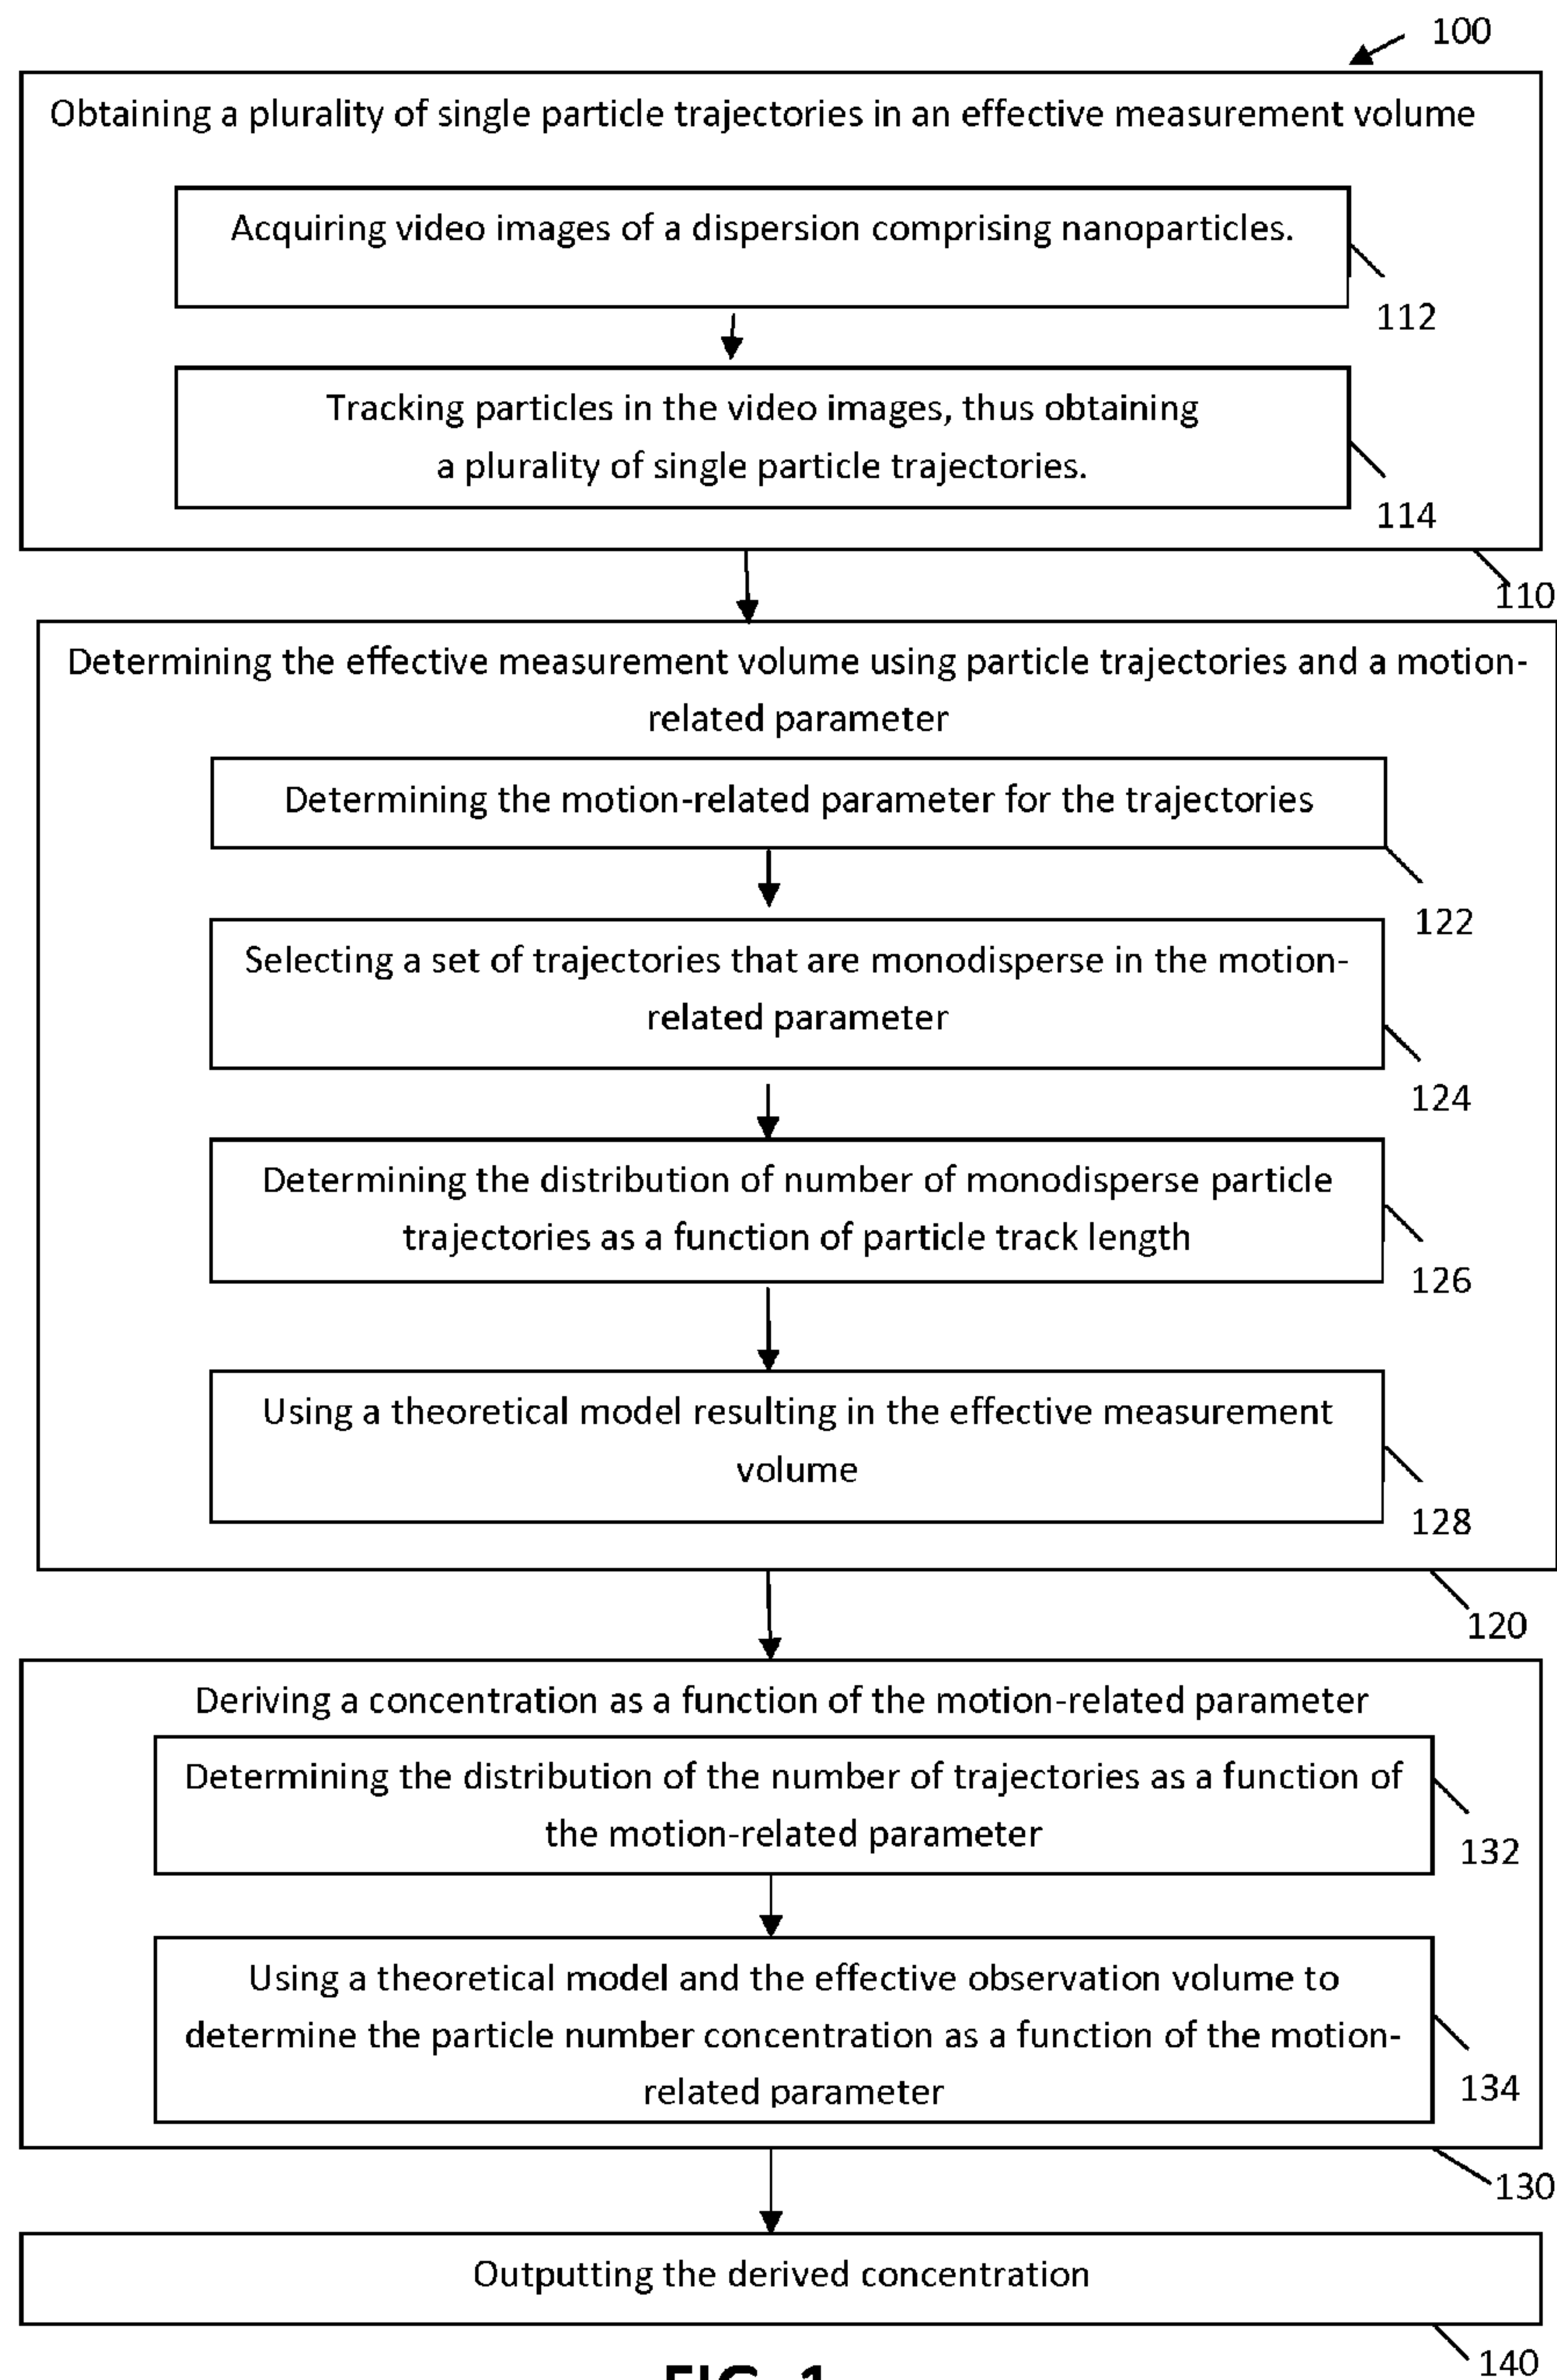 100
Obtaining a plurality of single particle trajectories in an effective measurement volume
Acquiring video images of a dispersion comprising nanoparticles.
112
Tracking particles in the video images, thus obtaining
a plurality of single particle trajectories.
114
110
Determining the effective measurement volume using particle trajectories and a motion-
related parameter
Determining the motion-related parameter for the trajectories
122
Selecting a set of trajectories that are monodisperse in the motion-
related parameter
124
Determining the distribution of number of monodisperse particle
trajectories as a function of particle track length
126
Using a theoretical model resulting in the effective measurement
volume
128
120
Deriving a concentration as a function of the motion-related parameter
Determining the distribution of the number of trajectories as a function of
the motion-related parameter
132
Using a theoretical model and the effective observation volume to
determine the particle number concentration as a function of the motion-
related parameter
134
130
Outputting the derived concentration
140
FIG. 1